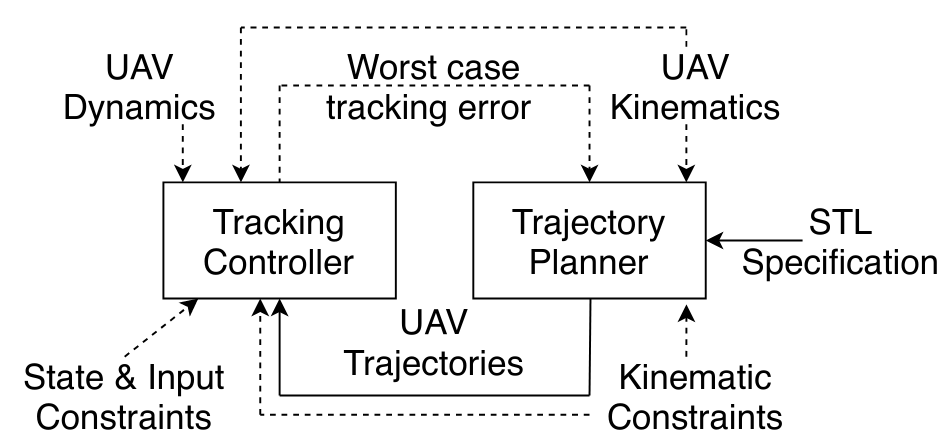 UAV
Dynamics
Worst case
tracking error
UAV
Kinematics
Tracking
Controller
Trajectory
Planner
STL
Specification
UAV
Trajectories
State & Input
Constraints
Kinematic
Constraints